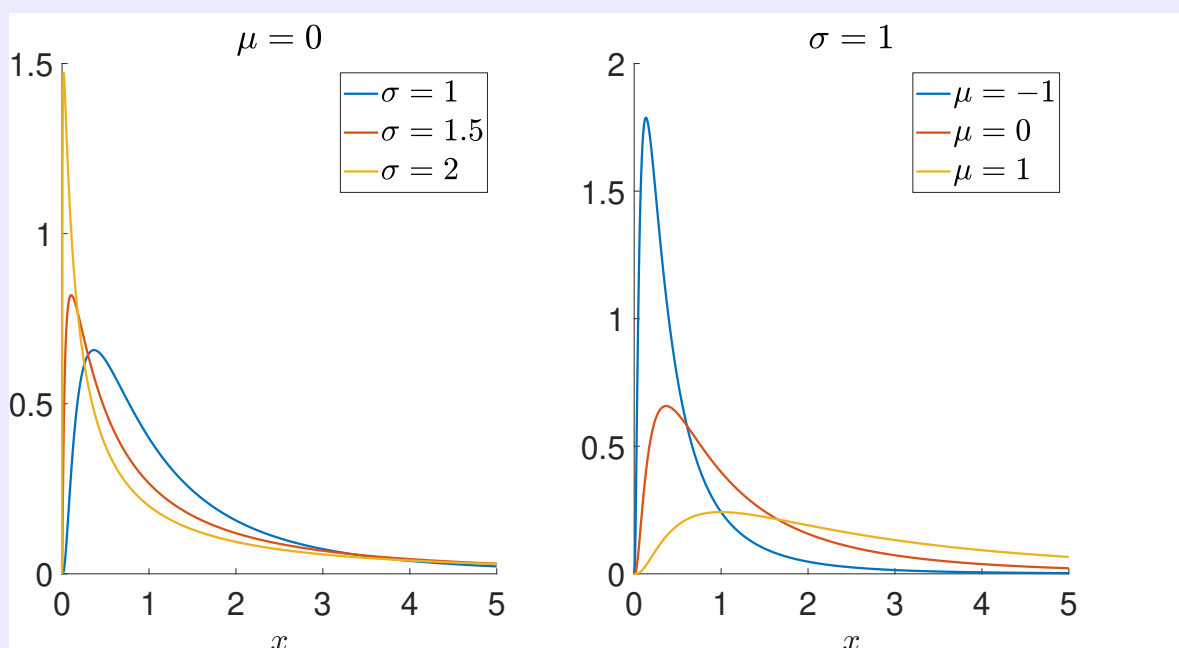 μ = 0
1.5
1
0.5
0
0 1 2 3 4 5
x
σ = 1
σ = 1.5
σ = 2
σ = 1
2
1.5
1
0.5
0
0 1 2 3 4 5
x
μ = −1
μ = 0
μ = 1